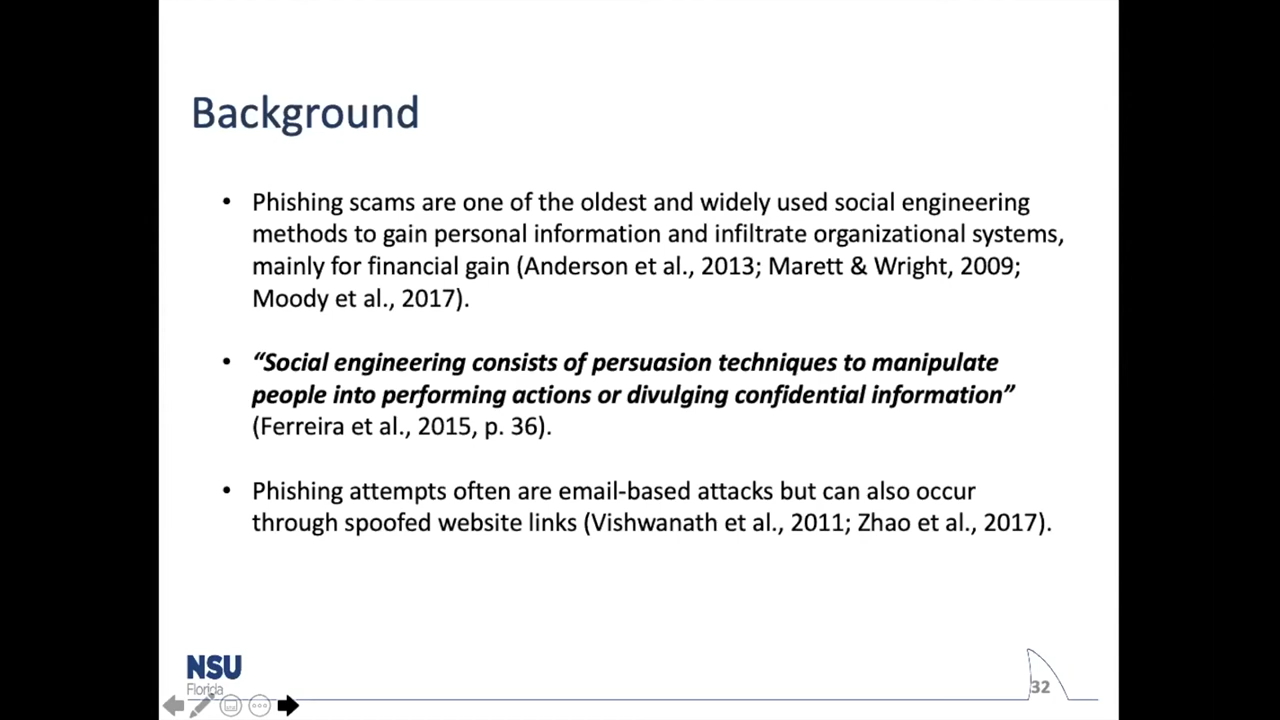 Background
• Phishing scams are one of the oldest and widely used social engineering
methods to gain personal information and infiltrate organizational systems,
mainly for financial gain (Anderson et al., 2013; Marett & Wright, 2009;
Moody et al., 2017).
• “Social engineering consists of persuasion techniques to manipulate
people into performing actions or divulging confidential information”
(Ferreira et al., 2015, p. 36).
• Phishing attempts often are email-based attacks but can also occur
through spoofed website links (Vishwanath et al., 2011; Zhao et al., 2017).
NSU
Florida
32